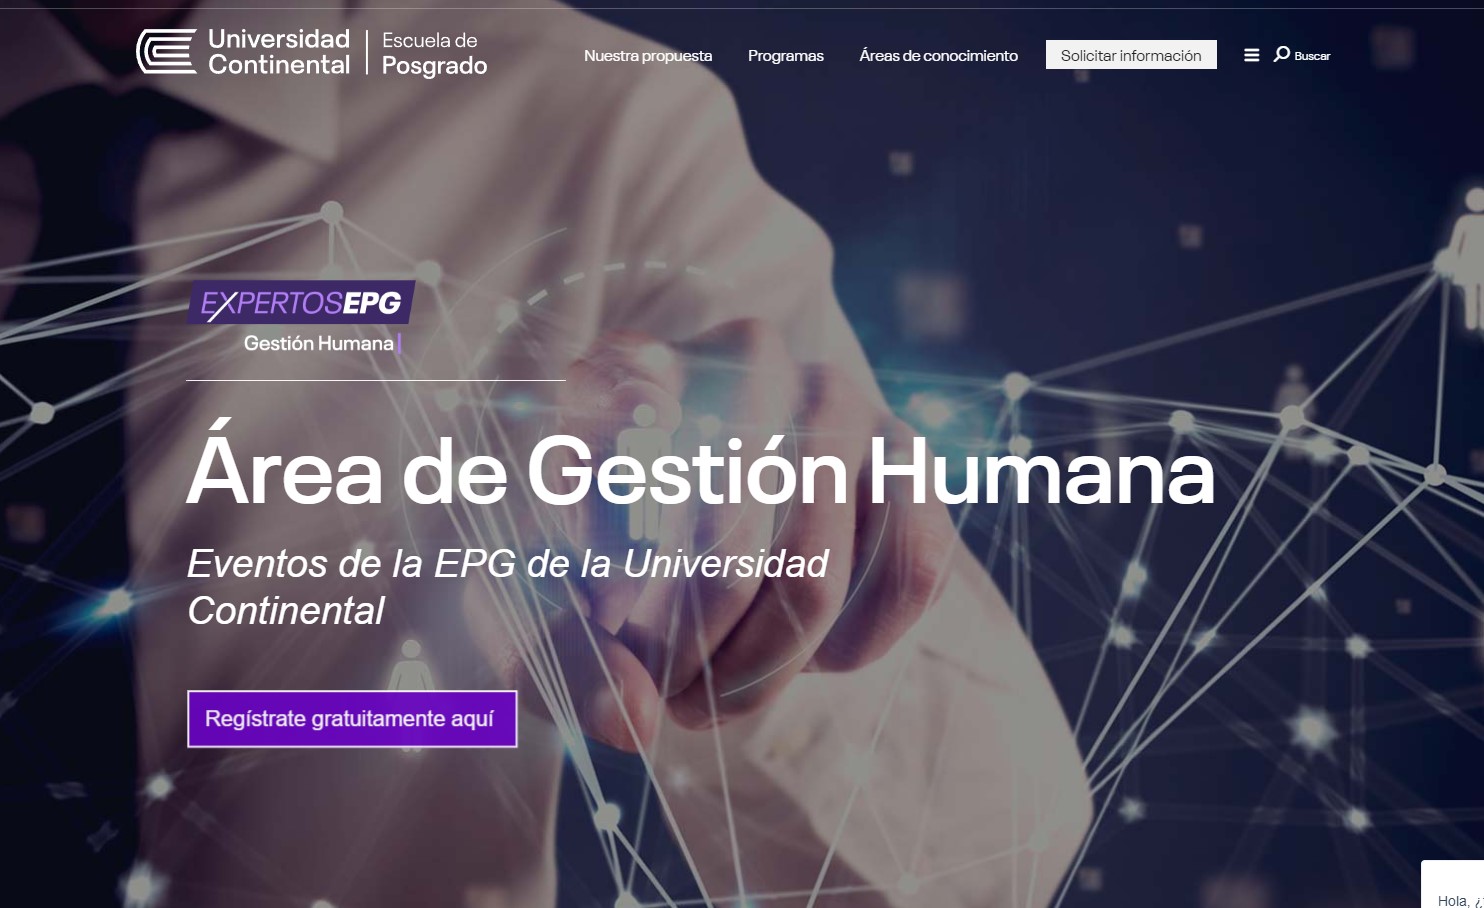 Universidad
Continental
Escuela de
Posgrado
Nuestra propuesta
Programas
Áreas de conocimiento
Solicitar información
Buscar
EXPERTOSEPG
Gestión Humana
Área de Gestión Humana
Eventos de la EPG de la Universidad
Continental
Regístrate gratuitamente aquí
Hola, ¿